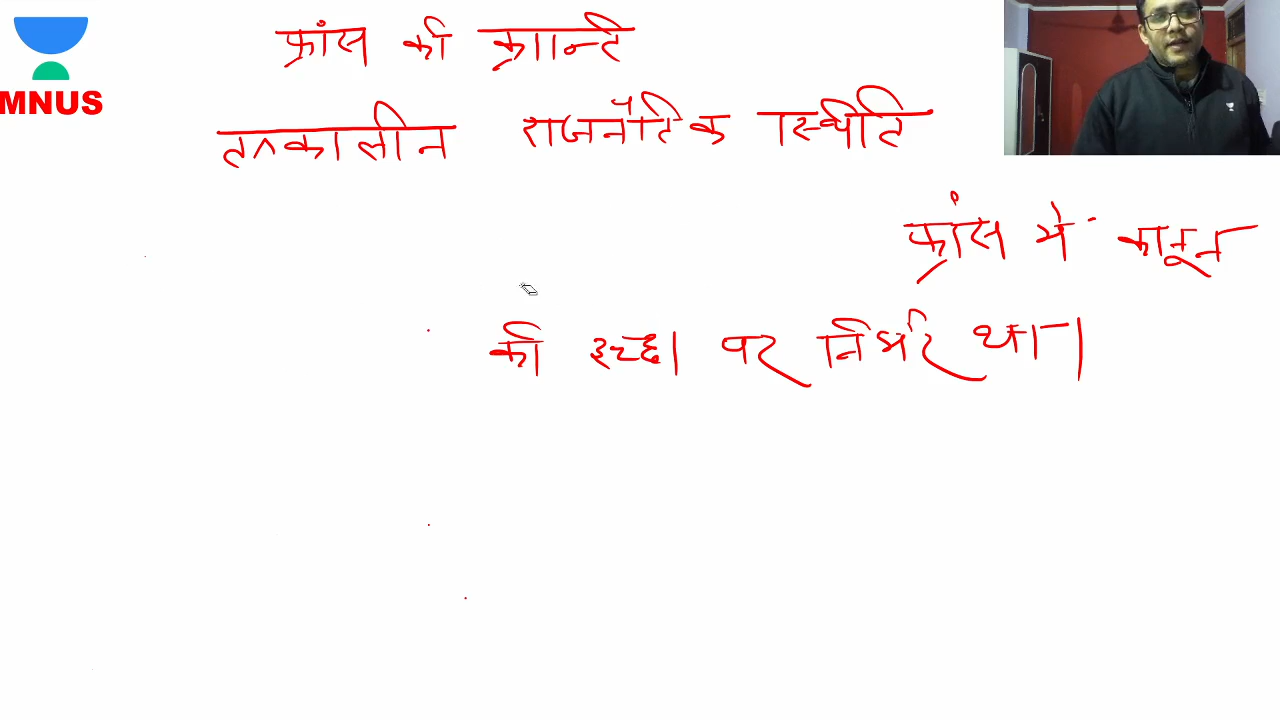 MNUS
फ्रांस की क्रान्ति
तत्कालीन राजनैतिक स्थिति
फ्रांस मे कानून
की इच्छा पर निर्भर था।